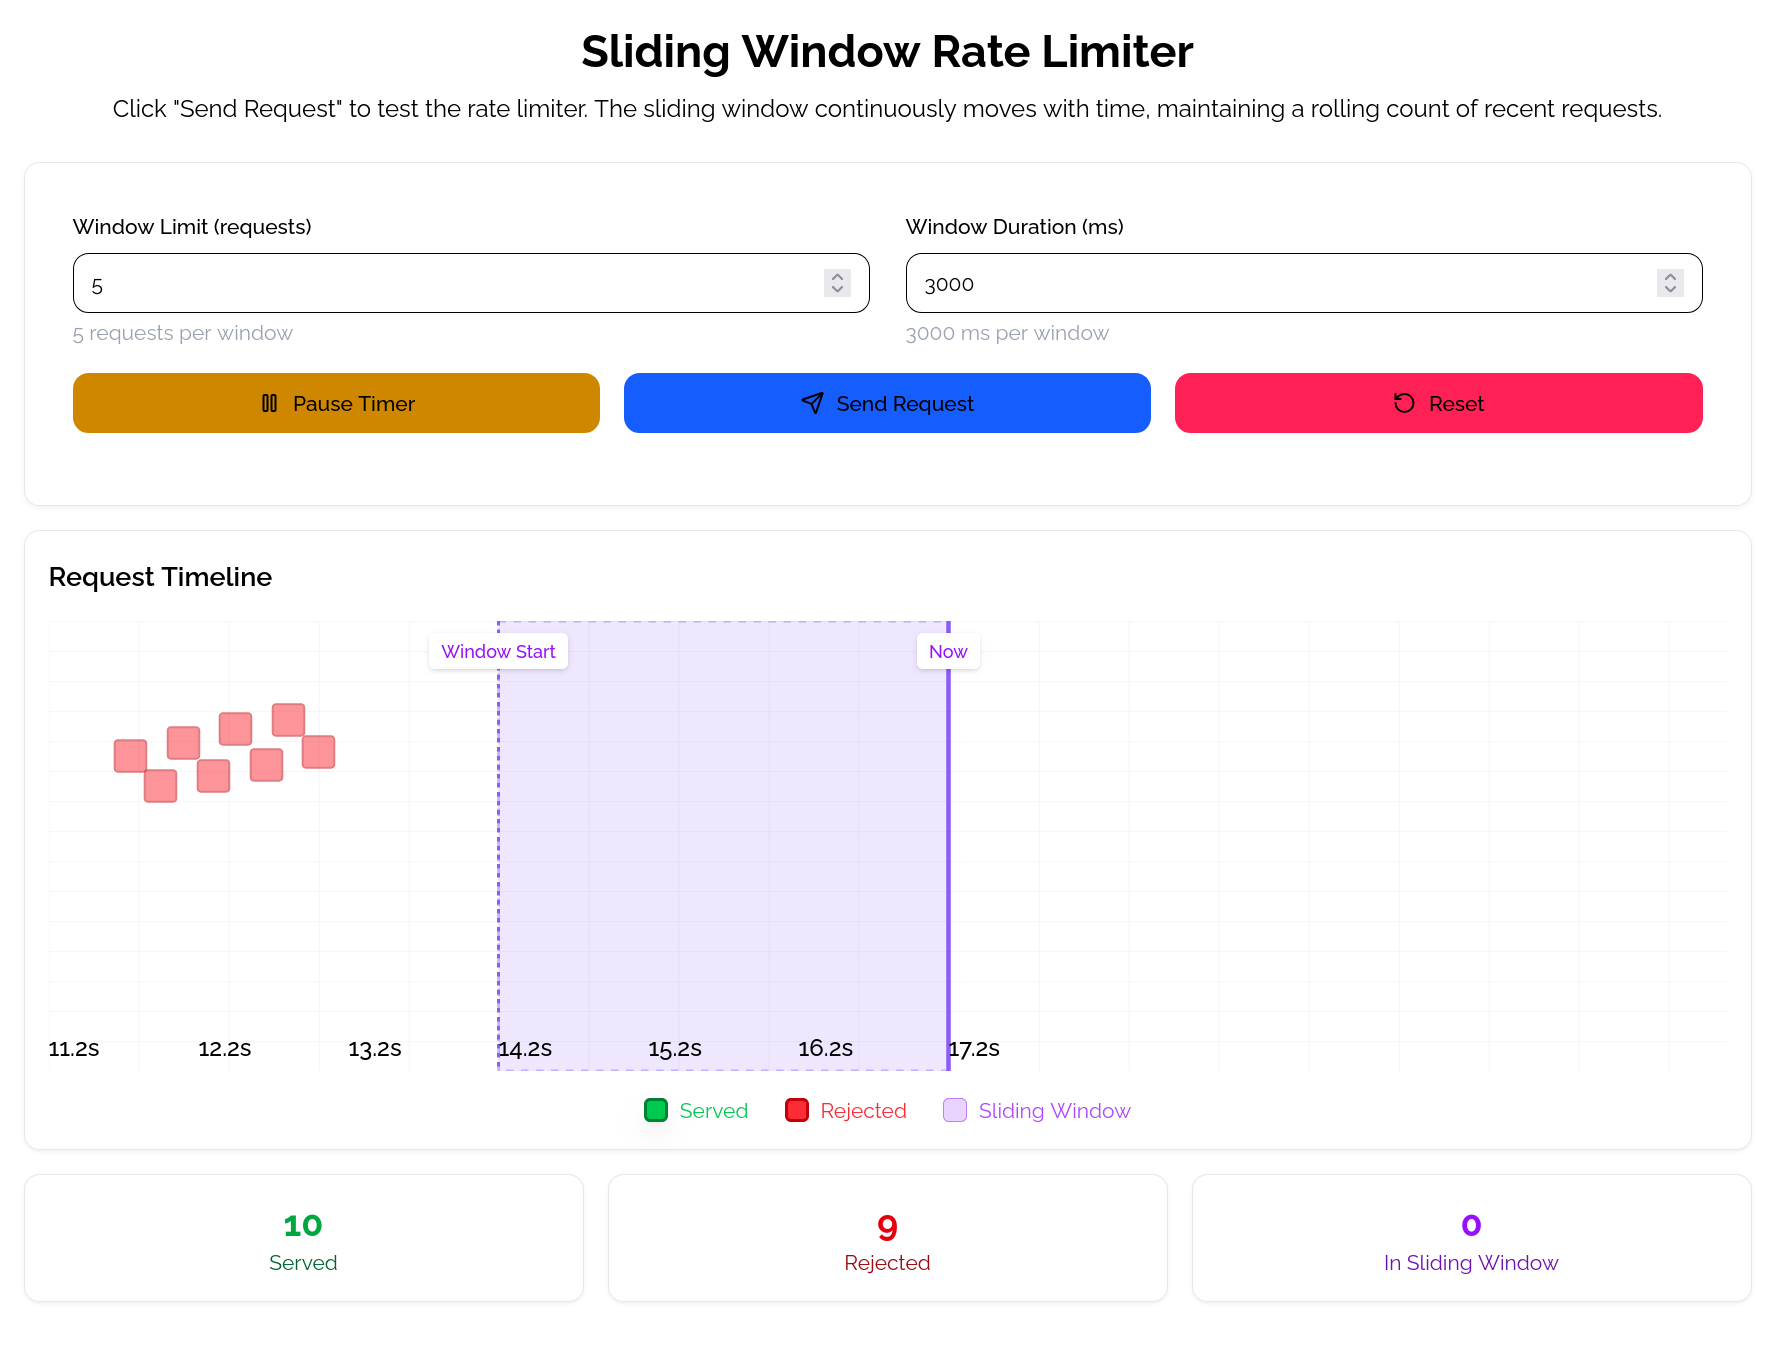 Sliding Window Rate Limiter
Click "Send Request" to test the rate limiter. The sliding window continuously moves with time, maintaining a rolling count of recent requests.
Window Limit (requests)
5
5 requests per window
Window Duration (ms)
3000
3000 ms per window
Pause Timer
Send Request
Reset
Request Timeline
Window Start
Now
11.2s
12.2s
13.2s
14.2s
15.2s
16.2s
17.2s
Served
Rejected
Sliding Window
10
Served
9
Rejected
0
In Sliding Window